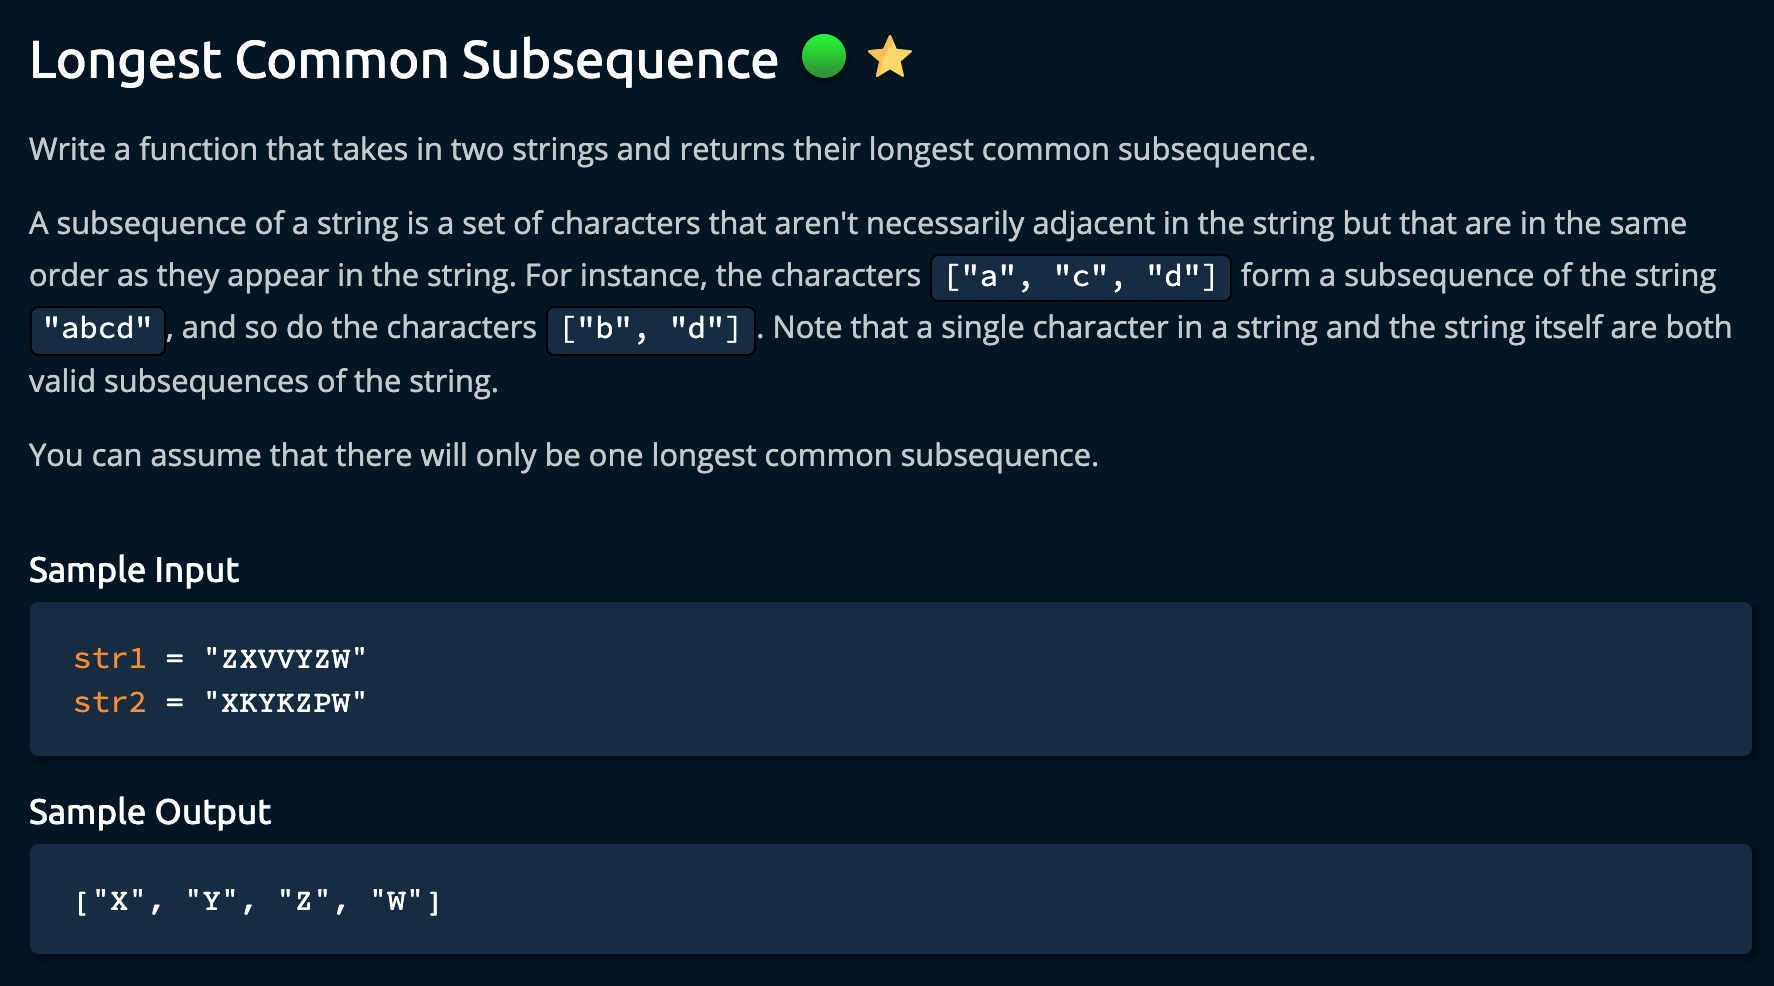 Longest Common Subsequence
Write a function that takes in two strings and returns their longest common subsequence.
A subsequence of a string is a set of characters that aren't necessarily adjacent in the string but that are in the same
order as they appear in the string. For instance, the characters ["a", "c", "d"] form a subsequence of the string
"abcd", and so do the characters ["b", "d"]. Note that a single character in a string and the string itself are both
valid subsequences of the string.
You can assume that there will only be one longest common subsequence.
Sample Input
str1 = "ZXVVYZW"
str2 = "XKYKZPW"
Sample Output
["X", "Y", "Z", "W"]